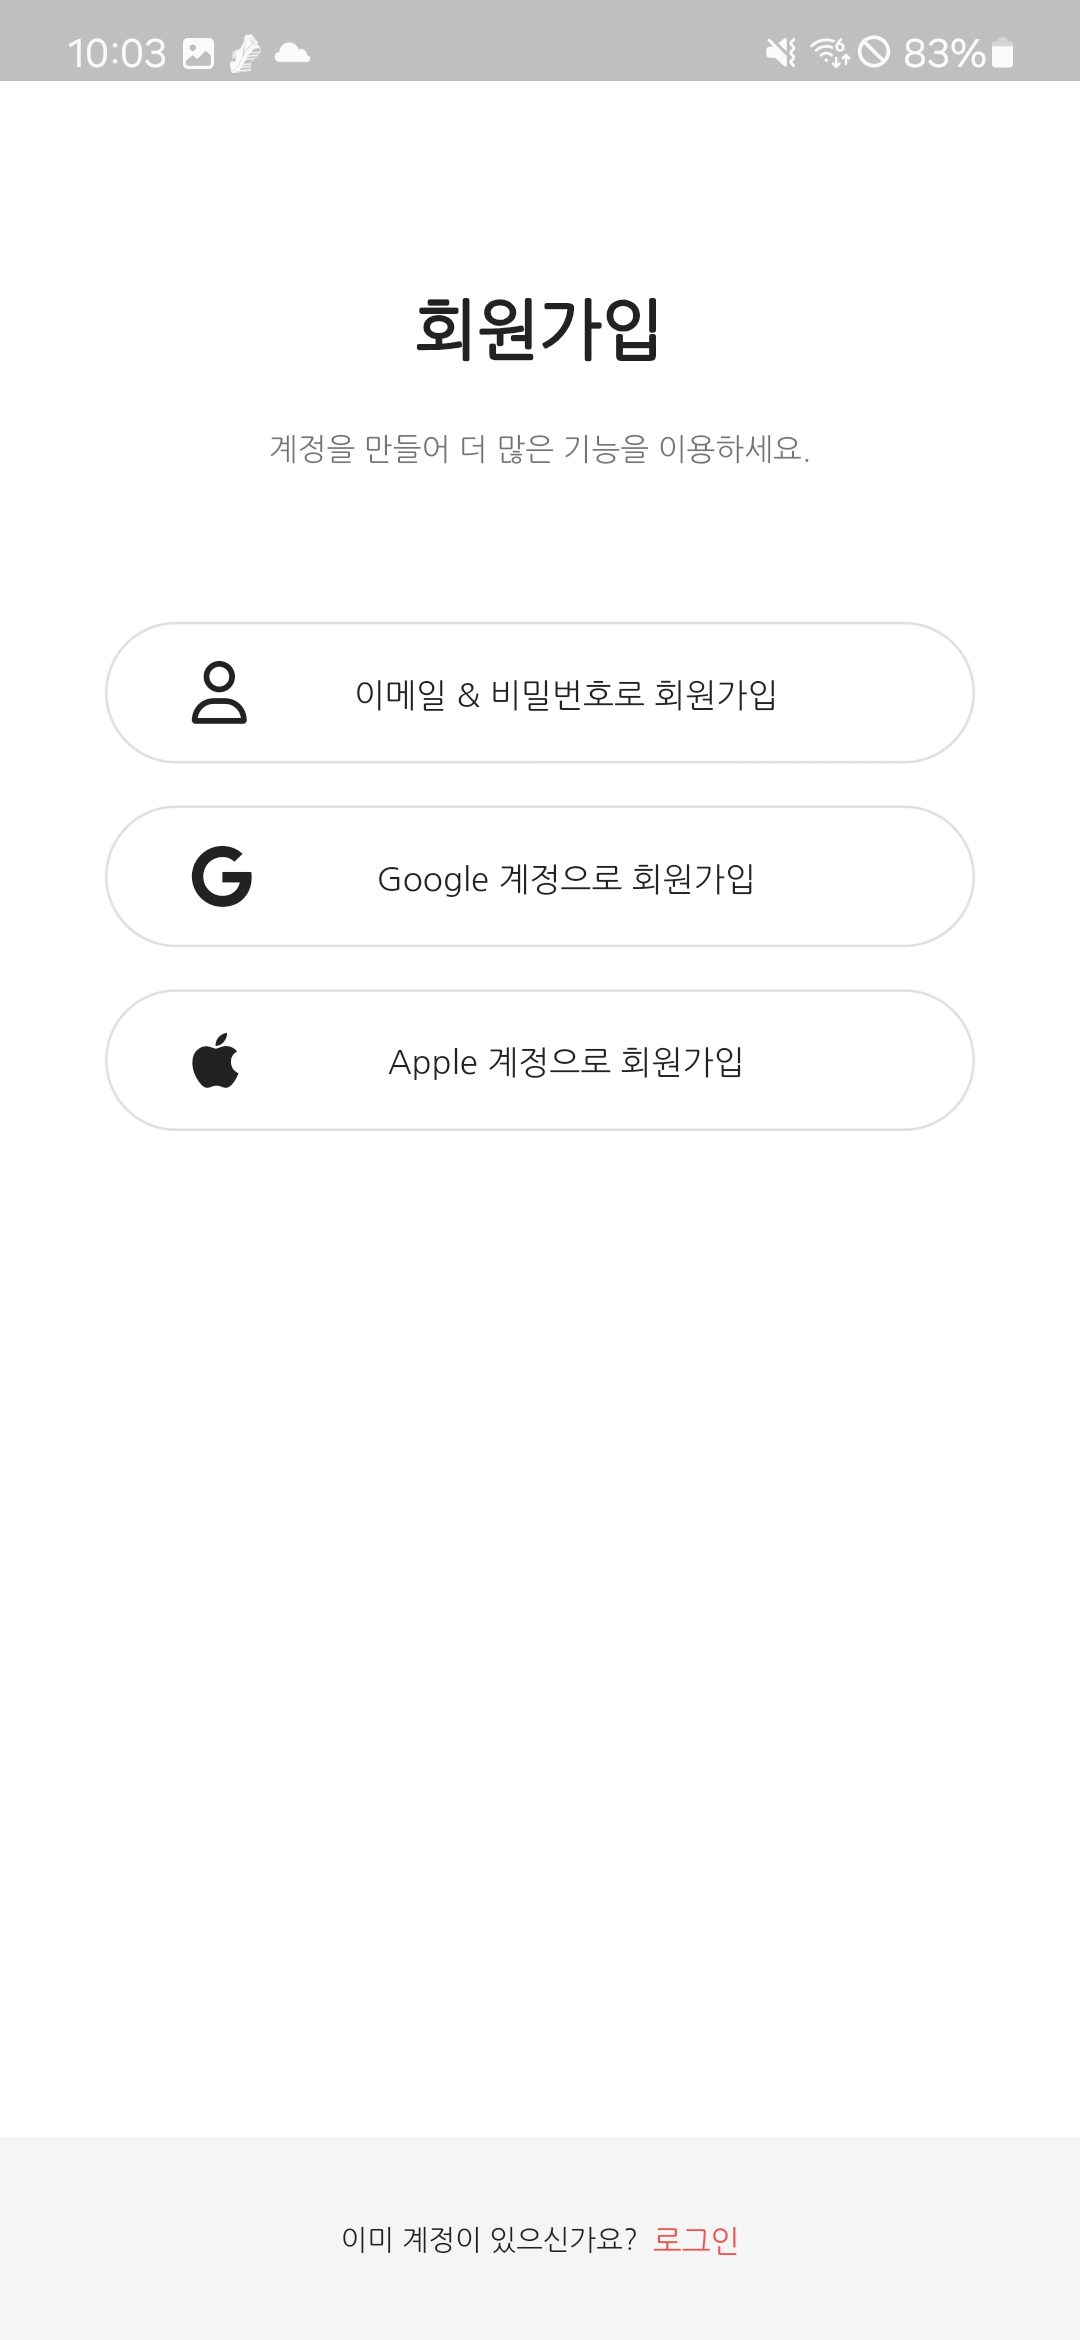 10:03 83%
회원가입
계정을 만들어 더 많은 기능을 이용하세요.
이메일 & 비밀번호로 회원가입
Google 계정으로 회원가입
Apple 계정으로 회원가입
이미 계정이 있으신가요? 로그인